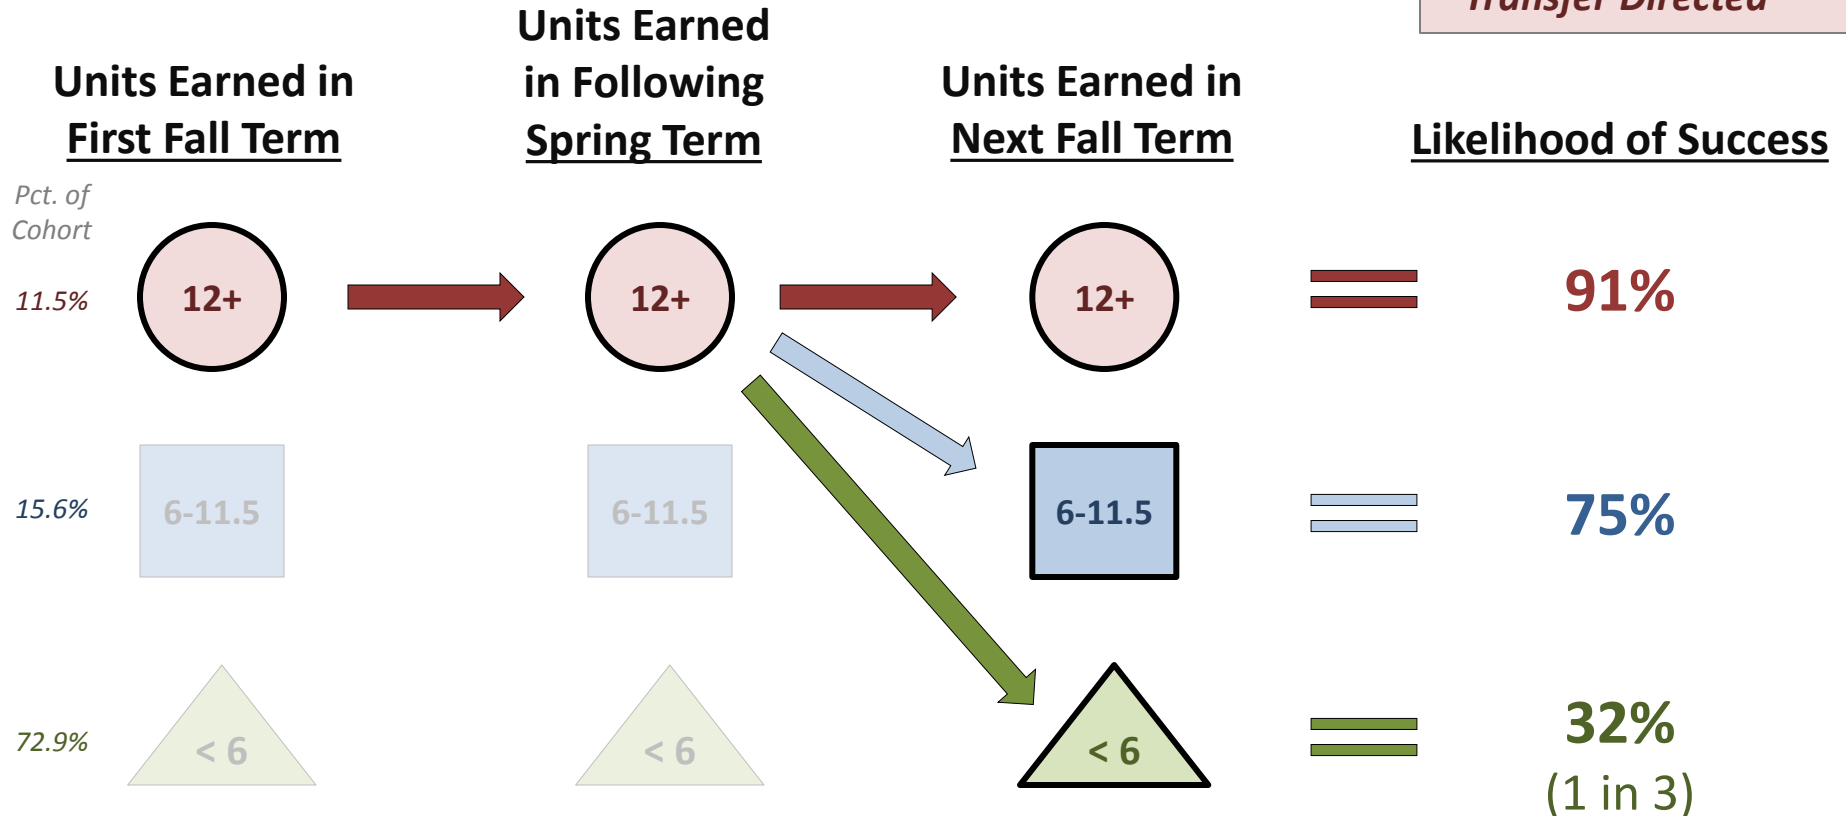 Transfer Directed
Units Earned in
First Fall Term
Units Earned
in Following
Spring Term
Units Earned in
Next Fall Term
Likelihood of Success
Pct. of
Cohort
11.5%
12+
12+
12+
91%
15.6%
6-11.5
6-11.5
6-11.5
75%
72.9%
< 6
< 6
< 6
32%
(1 in 3)